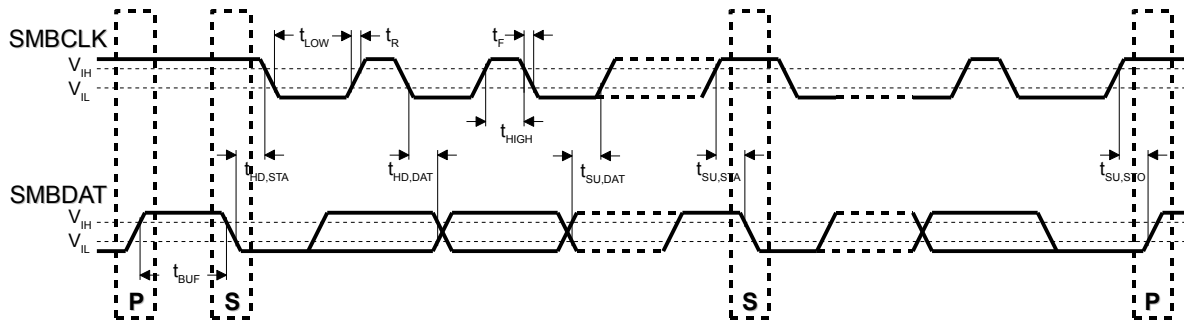 SMBCLK
VIH
VIL
tLOW
tR
tF
tHIGH
tHD,STA
tHD,DAT
tSU,DAT
tSU,STA
tSU,STO
SMBDAT
VIH
VIL
tBUF
P
S
S
P